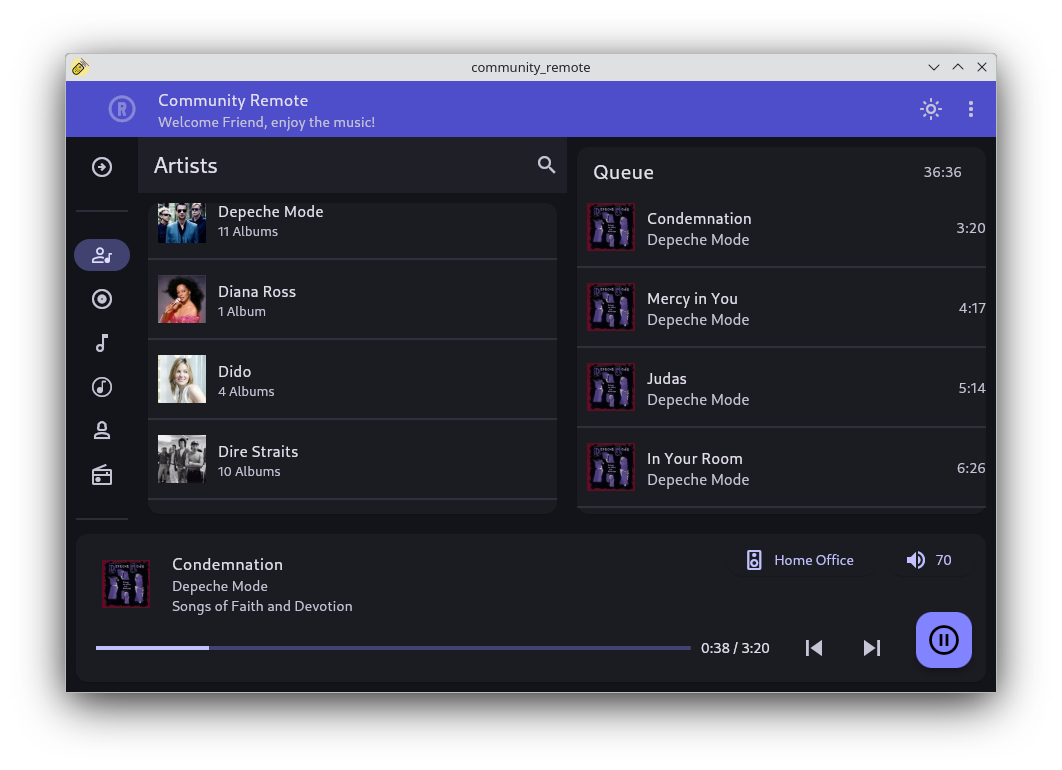 community_remote
R
Community Remote
Welcome Friend, enjoy the music!
Artists
Depeche Mode
11 Albums
Diana Ross
1 Album
Dido
4 Albums
Dire Straits
10 Albums
Queue
36:36
Condemnation
3:20
Depeche Mode
Mercy in You
4:17
Depeche Mode
Judas
5:14
Depeche Mode
In Your Room
6:26
Depeche Mode
Condemnation
Depeche Mode
Songs of Faith and Devotion
Home Office
70
0:38 / 3:20